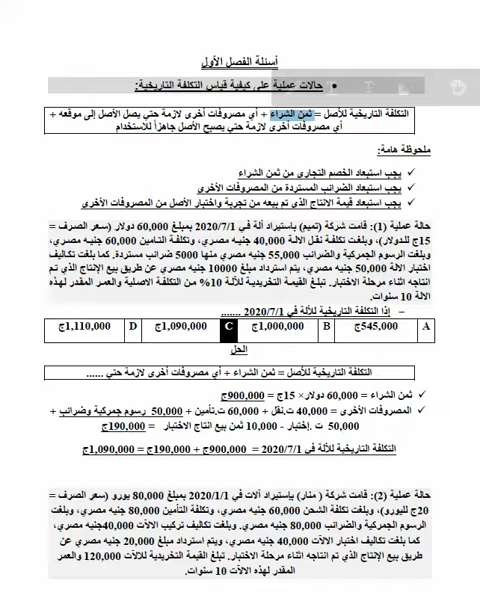 أسئلة الفصل الأول
• حالات عملية على كيفية قياس التكلفة التاريخية:
التكلفة التاريخية للأصل = ثمن الشراء + أي مصروفات أخرى لازمة حتي يصل الأصل إلى موقعه +
أي مصروفات أخرى لازمة حتي يصبح الأصل جاهزاً للاستخدام
ملحوظة هامة:
✓ يجب استبعاد الخصم التجاري من ثمن الشراء
✓ يجب استبعاد الضرائب المستردة من المصروفات الأخرى
✓ يجب استبعاد قيمة الانتاج الذي تم بيعه من تجربة واختبار الأصل من المصروفات الأخرى
حالة عملية (1): قامت شركة (تميم) باستيراد آلة في 2020/7/1 بمبلغ 60,000 دولار (سعر الصرف =
15ج للدولار)، وبلغت تكلفة نقل الالة 40,000 جنيه مصري، وتكلفة التامين 60,000 جنيه مصري،
وبلغت الرسوم الجمركية والضرائب 55,000 جنيه مصري منها 5000 ضرائب مستردة. كما بلغت تكاليف
اختبار الالة 50,000 جنيه مصري، يتم استرداد مبلغ 10000 جنيه مصري عن طريق بيع الإنتاج الذي تم
انتاجه اثناء مرحلة الاختبار. تبلغ القيمة التخريدية للألة 10% من التكلفة الاصلية والعمر المقدر لهذه
الالة 10 سنوات.
– إذا التكلفة التاريخية للألة في 2020/7/1 .......
A 545,000ج B 1,000,000ج C 1,090,000ج D 1,110,000ج
الحل
التكلفة التاريخية للأصل = ثمن الشراء + أي مصروفات أخرى لازمة حتي ......
✓ ثمن الشراء = 60,000 دولار× 15ج = 900,000ج
✓ المصروفات الأخرى = 40,000 ت.نقل + 60,000 ت.تأمين + 50,000 رسوم جمركية وضرائب +
50,000 ت .إختبار - 10,000 ثمن بيع انتاج الاختبار = 190,000ج
التكلفة التاريخية للألة في 2020/7/1 = 900,000ج + 190,000ج = 1,090,000ج
حالة عملية (2): قامت شركة ( منار) بإستيراد آلات في 2020/1/1 بمبلغ 80,000 يورو (سعر الصرف =
20ج لليورو)، وبلغت تكلفة الشحن 60,000 جنيه مصري، وتكلفة التأمين 80,000 جنيه مصري، وبلغت
الرسوم الجمركية والضرائب 80,000 جنيه مصري. وبلغت تكاليف تركيب الالات 40,000جنيه مصري،
كما بلغت تكاليف اختبار الالات 40,000 جنيه مصري، ويتم استرداد مبلغ 20,000 جنيه مصري عن
طريق بيع الإنتاج الذي تم انتاجه اثناء مرحلة الاختبار. تبلغ القيمة التخريدية للآلات 120,000 والعمر
المقدر لهذه الالات 10 سنوات.